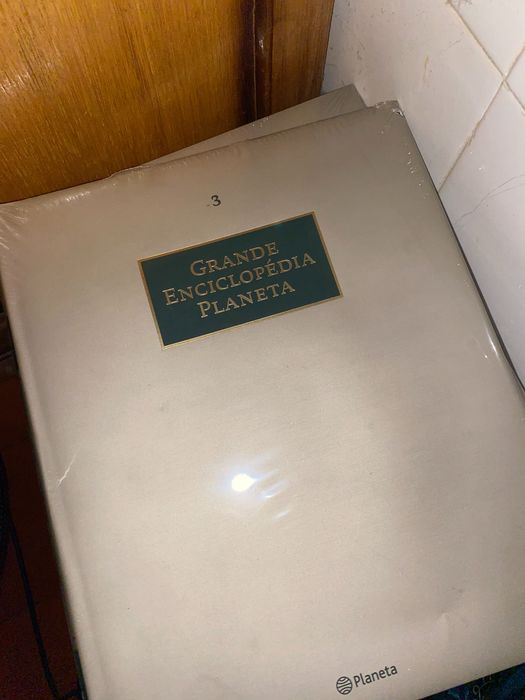 3
GRANDE
ENCICLOPÉDIA
PLANETA
Planeta